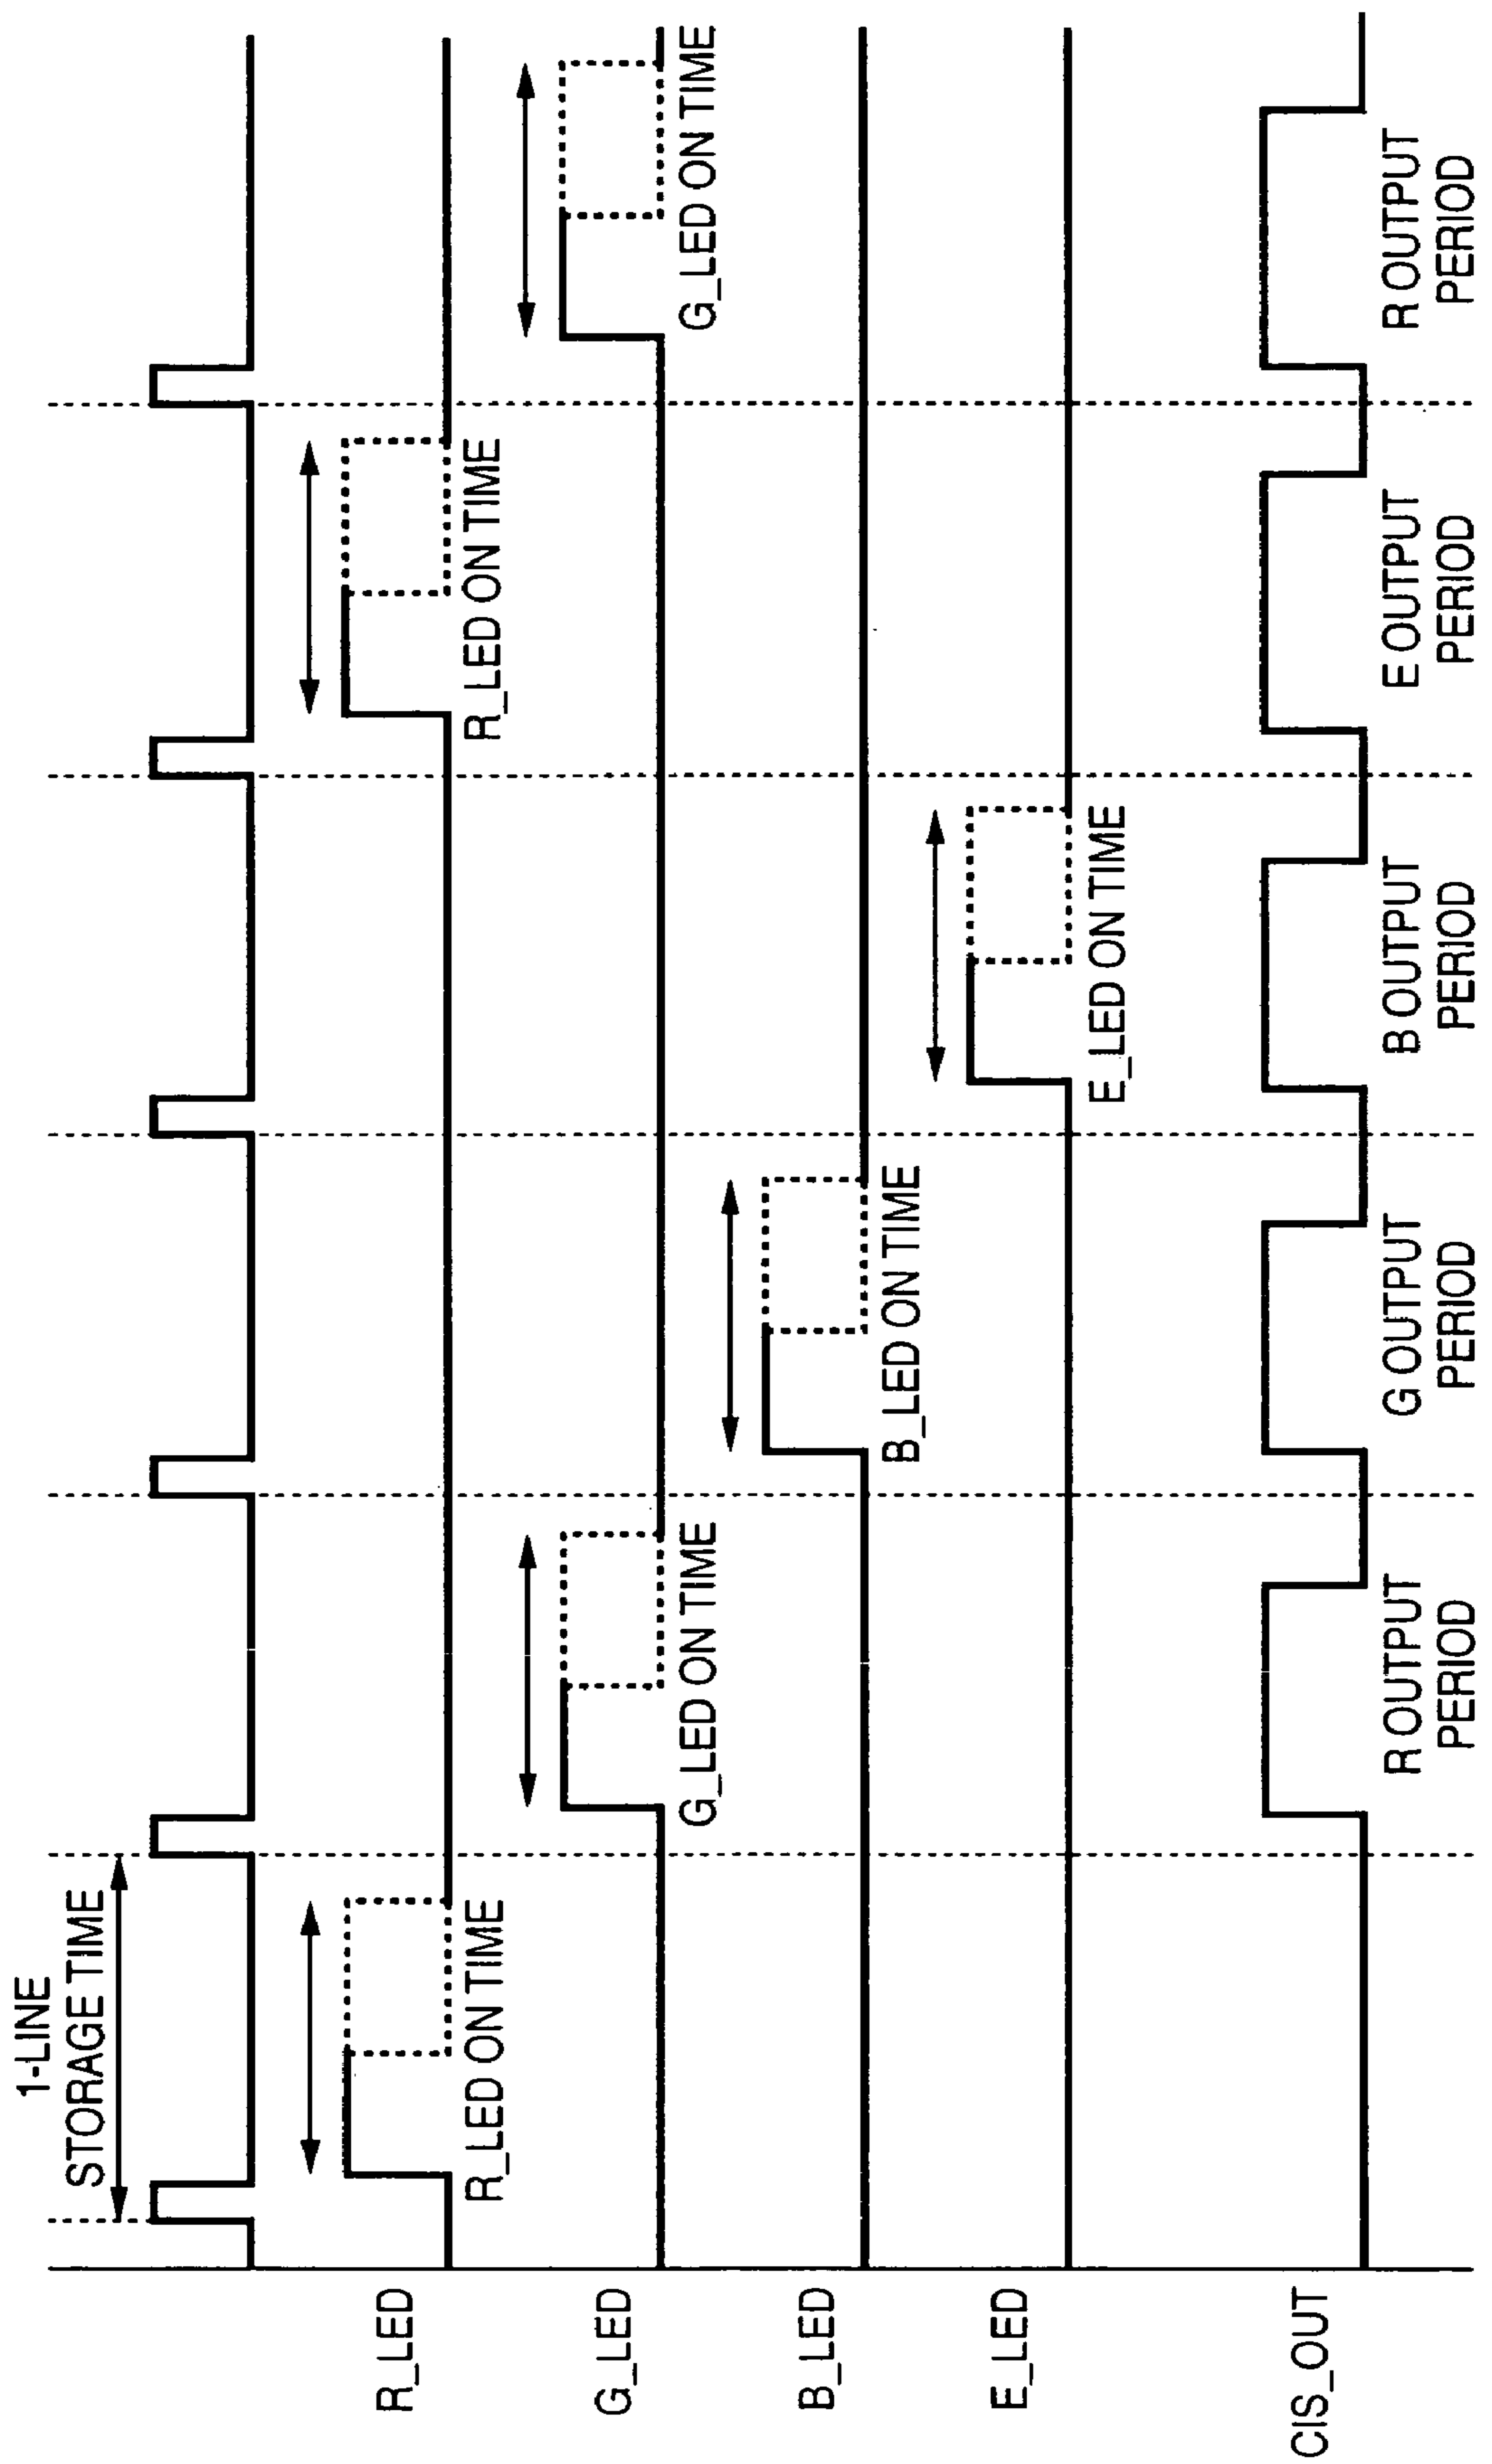 1-LINE
STORAGE TIME
R_LED
R_LED ON TIME
R_LED ON TIME
G_LED
G_LED ON TIME
G_LED ON TIME
B_LED
B_LED ON TIME
E_LED
E_LED ON TIME
CIS_OUT
R OUTPUT
PERIOD
G OUTPUT
PERIOD
B OUTPUT
PERIOD
E OUTPUT
PERIOD
R OUTPUT
PERIOD